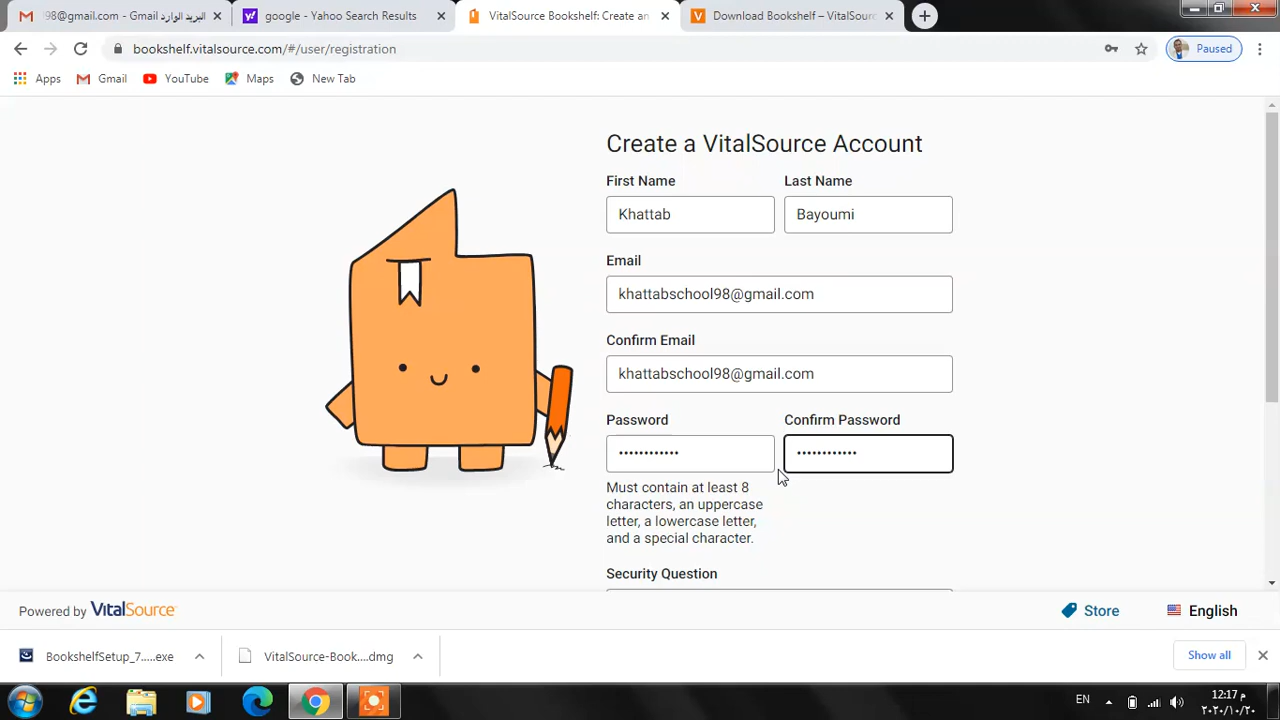 98@gmail.com - Gmail البريد الوارد
google - Yahoo Search Results
VitalSource Bookshelf: Create an
Download Bookshelf – VitalSourc
bookshelf.vitalsource.com/#/user/registration
Paused
Apps
Gmail
YouTube
Maps
New Tab
Create a VitalSource Account
First Name
Last Name
Khattab
Bayoumi
Email
khattabschool98@gmail.com
Confirm Email
khattabschool98@gmail.com
Password
Confirm Password
••••••••••••
••••••••••••
Must contain at least 8
characters, an uppercase
letter, a lowercase letter,
and a special character.
Security Question
Powered by VitalSource
Store
English
BookshelfSetup_7.....exe
VitalSource-Book....dmg
Show all
EN
12:17 م
٢٠٢٠/١٠/٢٠